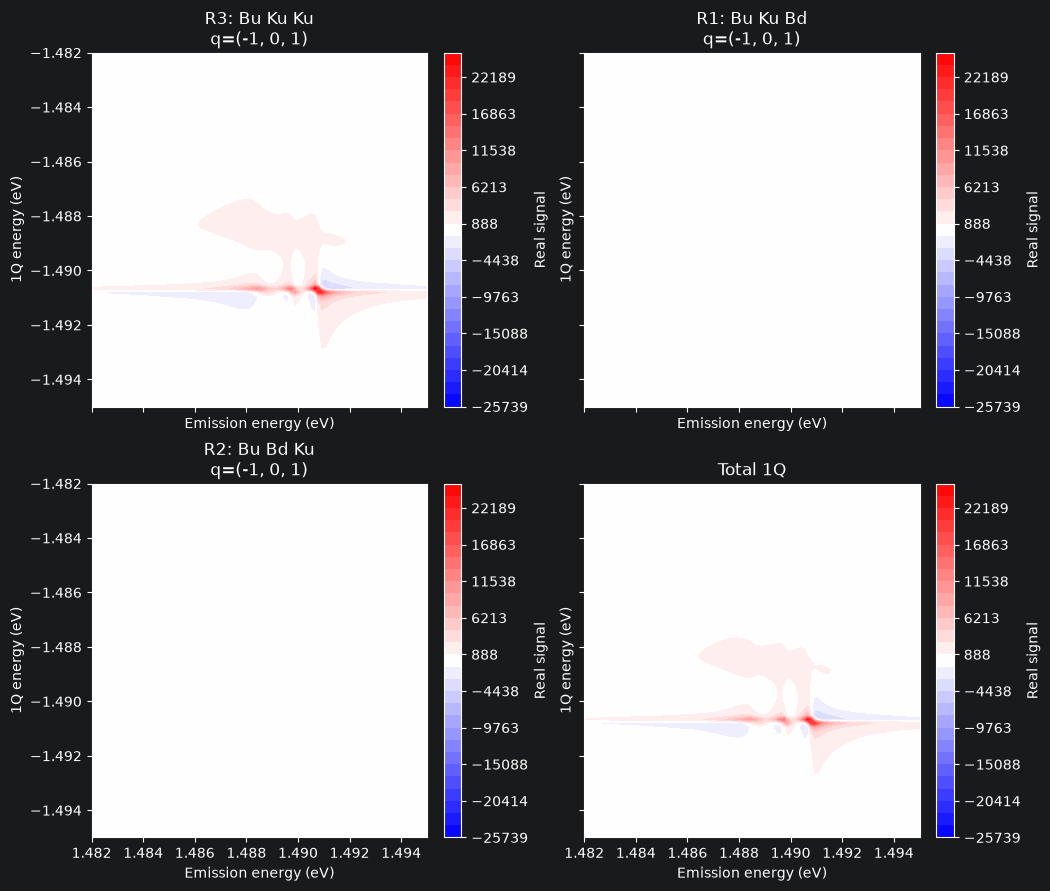 R3: Bu Ku Ku
q=(-1, 0, 1)
−1.482
−1.484
−1.486
−1.488
−1.490
−1.492
−1.494
1Q energy (eV)
Emission energy (eV)
22189
16863
11538
6213
888
−4438
−9763
−15088
−20414
−25739
Real signal
R1: Bu Ku Bd
q=(-1, 0, 1)
1Q energy (eV)
Emission energy (eV)
22189
16863
11538
6213
888
−4438
−9763
−15088
−20414
−25739
Real signal
R2: Bu Bd Ku
q=(-1, 0, 1)
−1.482
−1.484
−1.486
−1.488
−1.490
−1.492
−1.494
1Q energy (eV)
1.482 1.484 1.486 1.488 1.490 1.492 1.494
Emission energy (eV)
22189
16863
11538
6213
888
−4438
−9763
−15088
−20414
−25739
Real signal
Total 1Q
1Q energy (eV)
1.482 1.484 1.486 1.488 1.490 1.492 1.494
Emission energy (eV)
22189
16863
11538
6213
888
−4438
−9763
−15088
−20414
−25739
Real signal